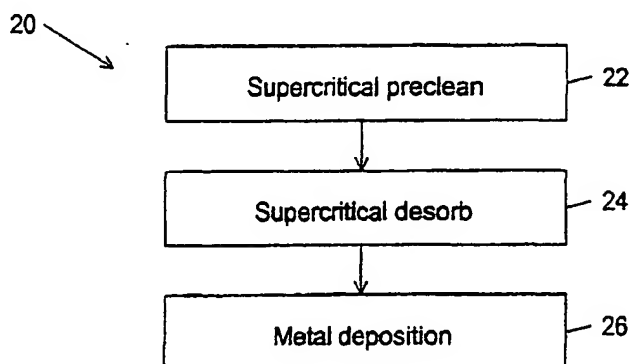 20
Supercritical preclean
22
Supercritical desorb
24
Metal deposition
26